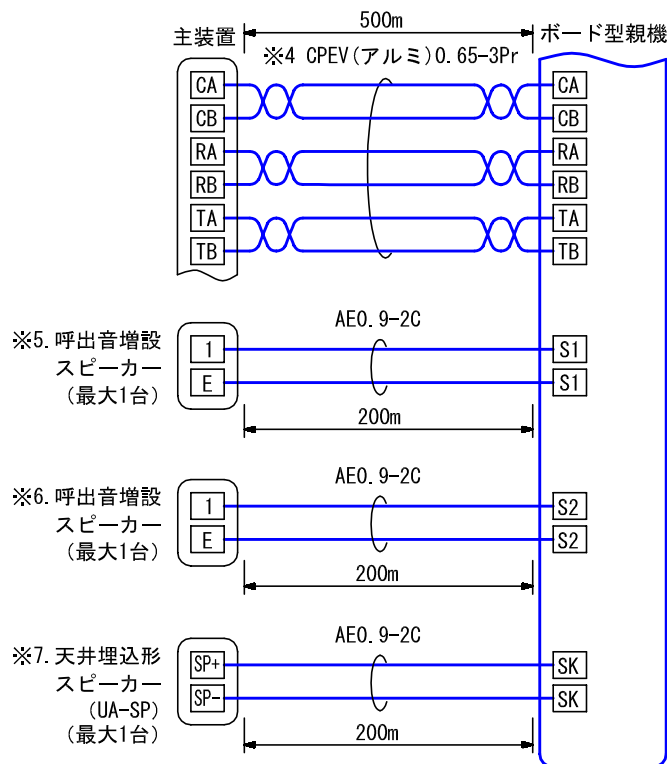 500m
主装置
ボード型親機
※4 CPEV(アルミ)0.65-3Pr
CA CA
CB CB
RA RA
RB RB
TA TA
TB TB
AE0.9-2C
※5.呼出音増設
スピーカー
(最大1台)
1 S1
E S1
200m
AE0.9-2C
※6.呼出音増設
スピーカー
(最大1台)
1 S2
E S2
200m
AE0.9-2C
※7.天井埋込形
スピーカー
(UA-SP)
(最大1台)
SP+ SK
SP- SK
200m